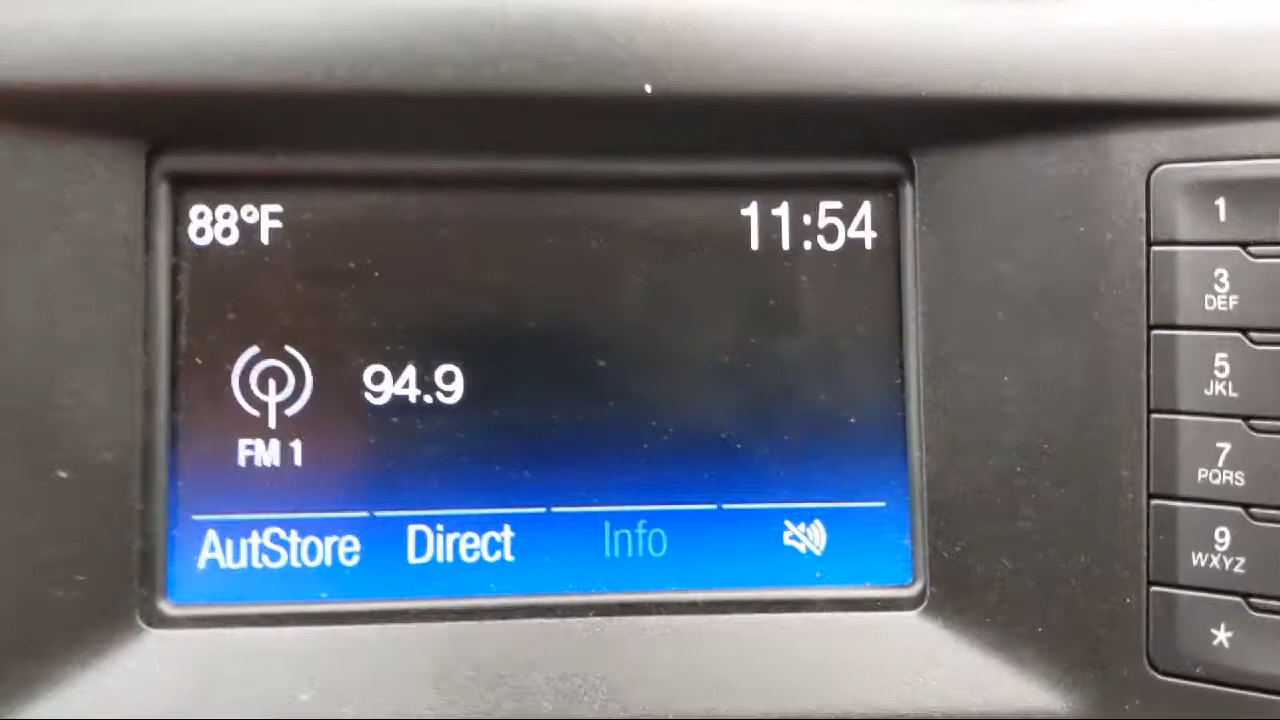 88°F
11:54
94.9
FM 1
AutStore
Direct
Info
1
3
DEF
5
JKL
7
PQRS
9
WXYZ
*